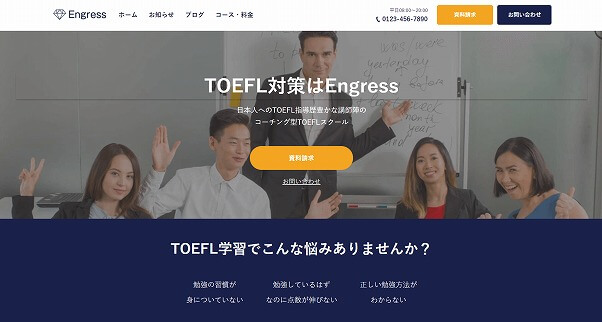 Engress
ホーム
お知らせ
ブログ
コース・料金
平日08:00〜20:00
0123-456-7890
資料請求
お問い合わせ
TOEFL対策はEngress
日本人へのTOEFL指導歴豊かな講師陣の
コーチング型TOEFLスクール
資料請求
お問い合わせ
TOEFL学習でこんな悩みありませんか？
勉強の習慣が
身についていない
勉強しているはず
なのに点数が伸びない
正しい勉強方法が
わからない